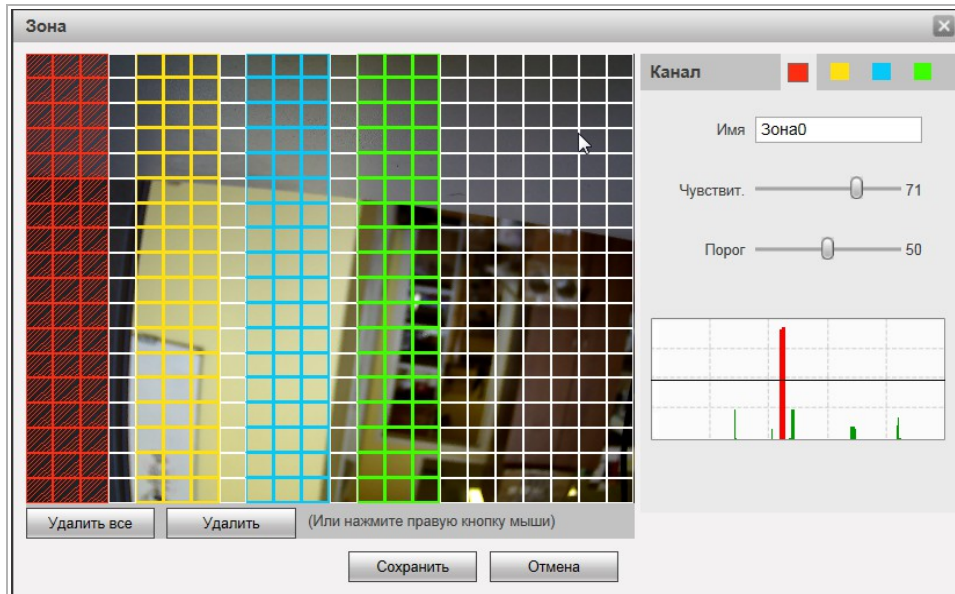 Зона
Канал
Имя Зона0
Чувствит. 71
Порог 50
Удалить все Удалить (Или нажмите правую кнопку мыши)
Сохранить Отмена